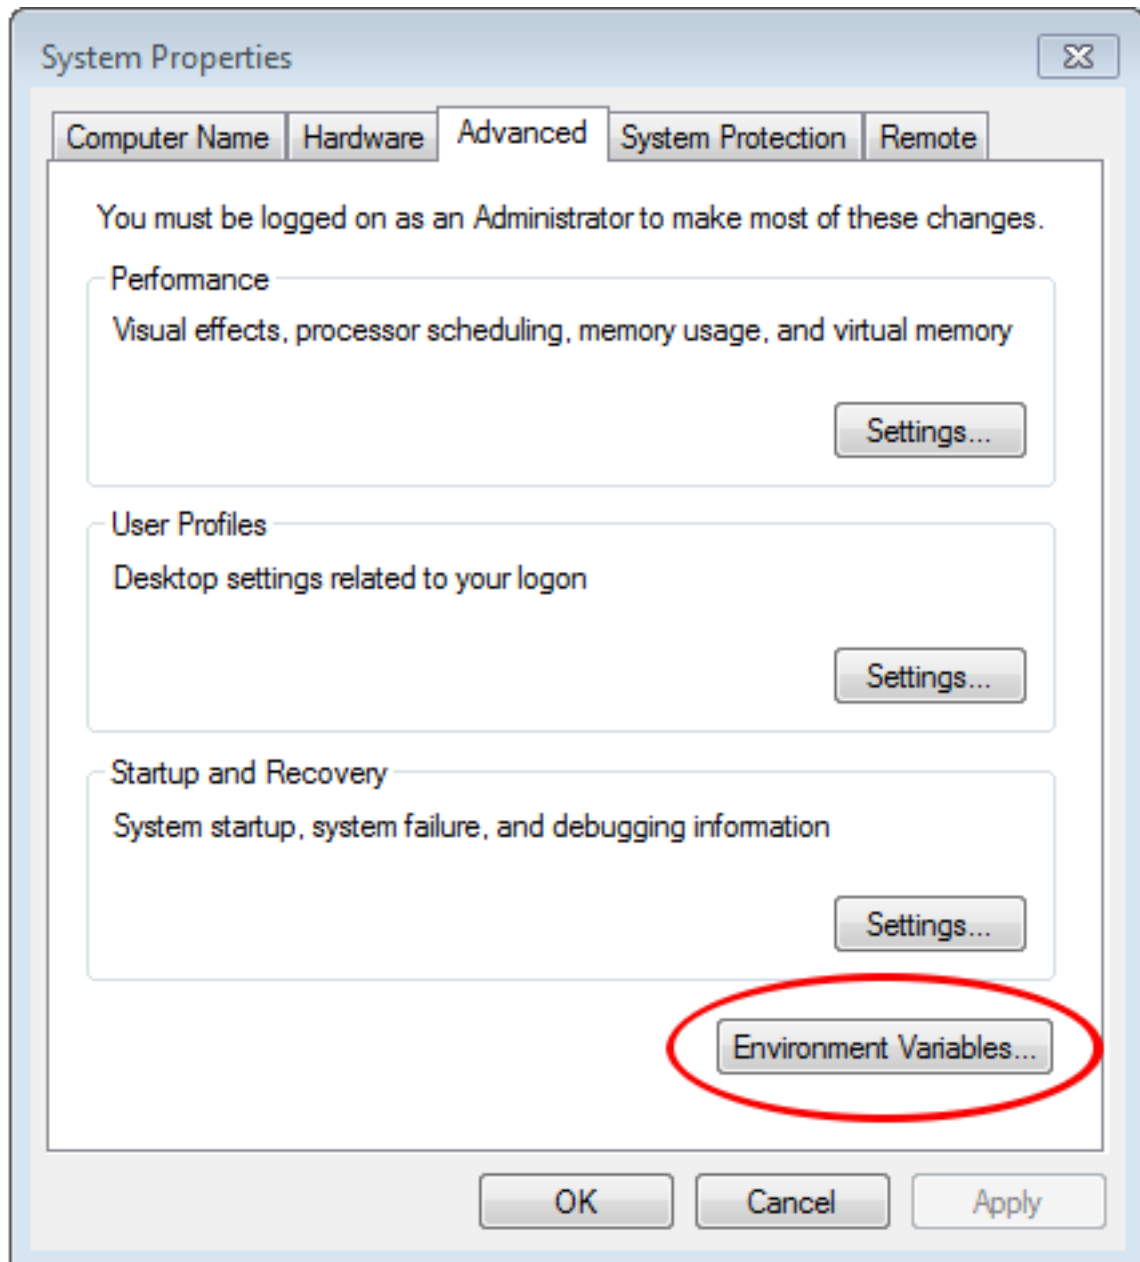 System Properties
Computer Name Hardware Advanced System Protection Remote
You must be logged on as an Administrator to make most of these changes.
Performance
Visual effects, processor scheduling, memory usage, and virtual memory
Settings...
User Profiles
Desktop settings related to your logon
Settings...
Startup and Recovery
System startup, system failure, and debugging information
Settings...
Environment Variables...
OK Cancel Apply